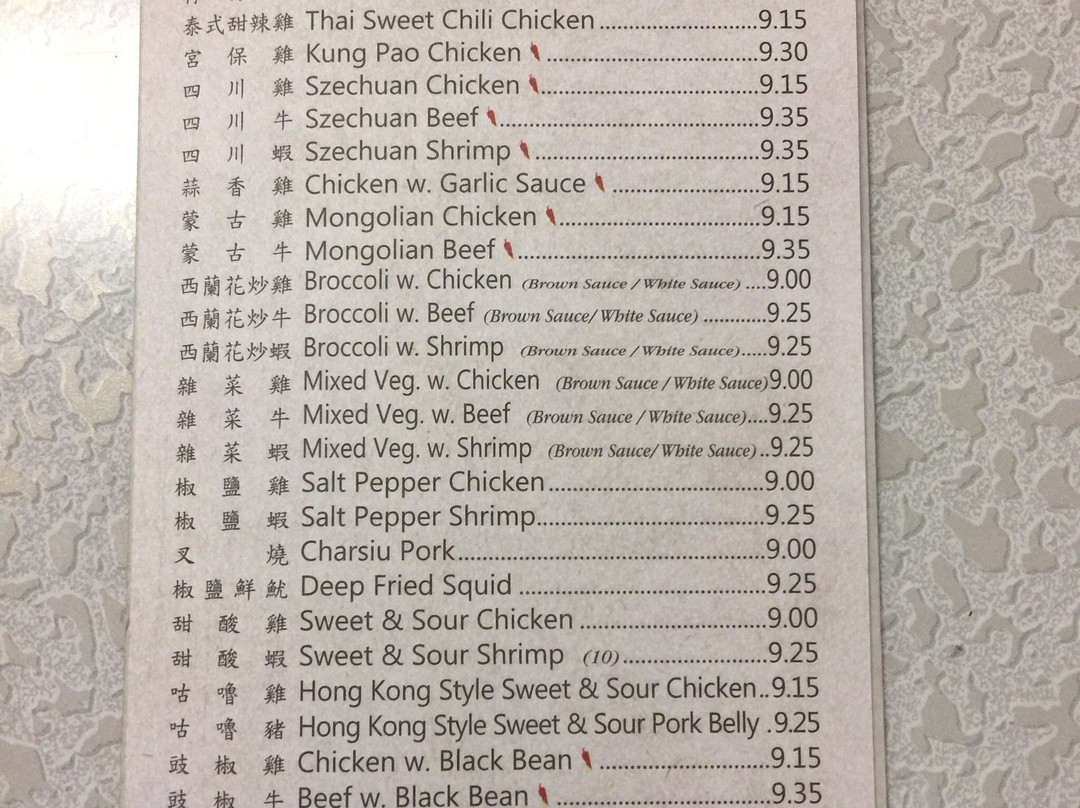 泰式甜辣雞 Thai Sweet Chili Chicken....................9.15
宮保雞 Kung Pao Chicken..........................9.30
四川雞 Szechuan Chicken..........................9.15
四川牛 Szechuan Beef................................9.35
四川蝦 Szechuan Shrimp............................9.35
蒜香雞 Chicken w. Garlic Sauce..................9.15
蒙古雞 Mongolian Chicken........................9.15
蒙古牛 Mongolian Beef..............................9.35
西蘭花炒雞 Broccoli w. Chicken (Brown Sauce / White Sauce) ....9.00
西蘭花炒牛 Broccoli w. Beef (Brown Sauce/ White Sauce) ............9.25
西蘭花炒蝦 Broccoli w. Shrimp (Brown Sauce / White Sauce).....9.25
雜菜雞 Mixed Veg. w. Chicken (Brown Sauce / White Sauce)9.00
雜菜牛 Mixed Veg. w. Beef (Brown Sauce / White Sauce)....9.25
雜菜蝦 Mixed Veg. w. Shrimp (Brown Sauce/ White Sauce) ..9.25
椒鹽雞 Salt Pepper Chicken..........................9.00
椒鹽蝦 Salt Pepper Shrimp...........................9.25
叉燒 Charsiu Pork.....................................9.00
椒鹽鮮魷 Deep Fried Squid ..............................9.25
甜酸雞 Sweet & Sour Chicken ......................9.00
甜酸蝦 Sweet & Sour Shrimp (10)..................9.25
咕嚕雞 Hong Kong Style Sweet & Sour Chicken..9.15
咕嚕豬 Hong Kong Style Sweet & Sour Pork Belly .9.25
豉椒雞 Chicken w. Black Bean....................9.15
豉椒牛 Beef w. Black Bean.........................9.35